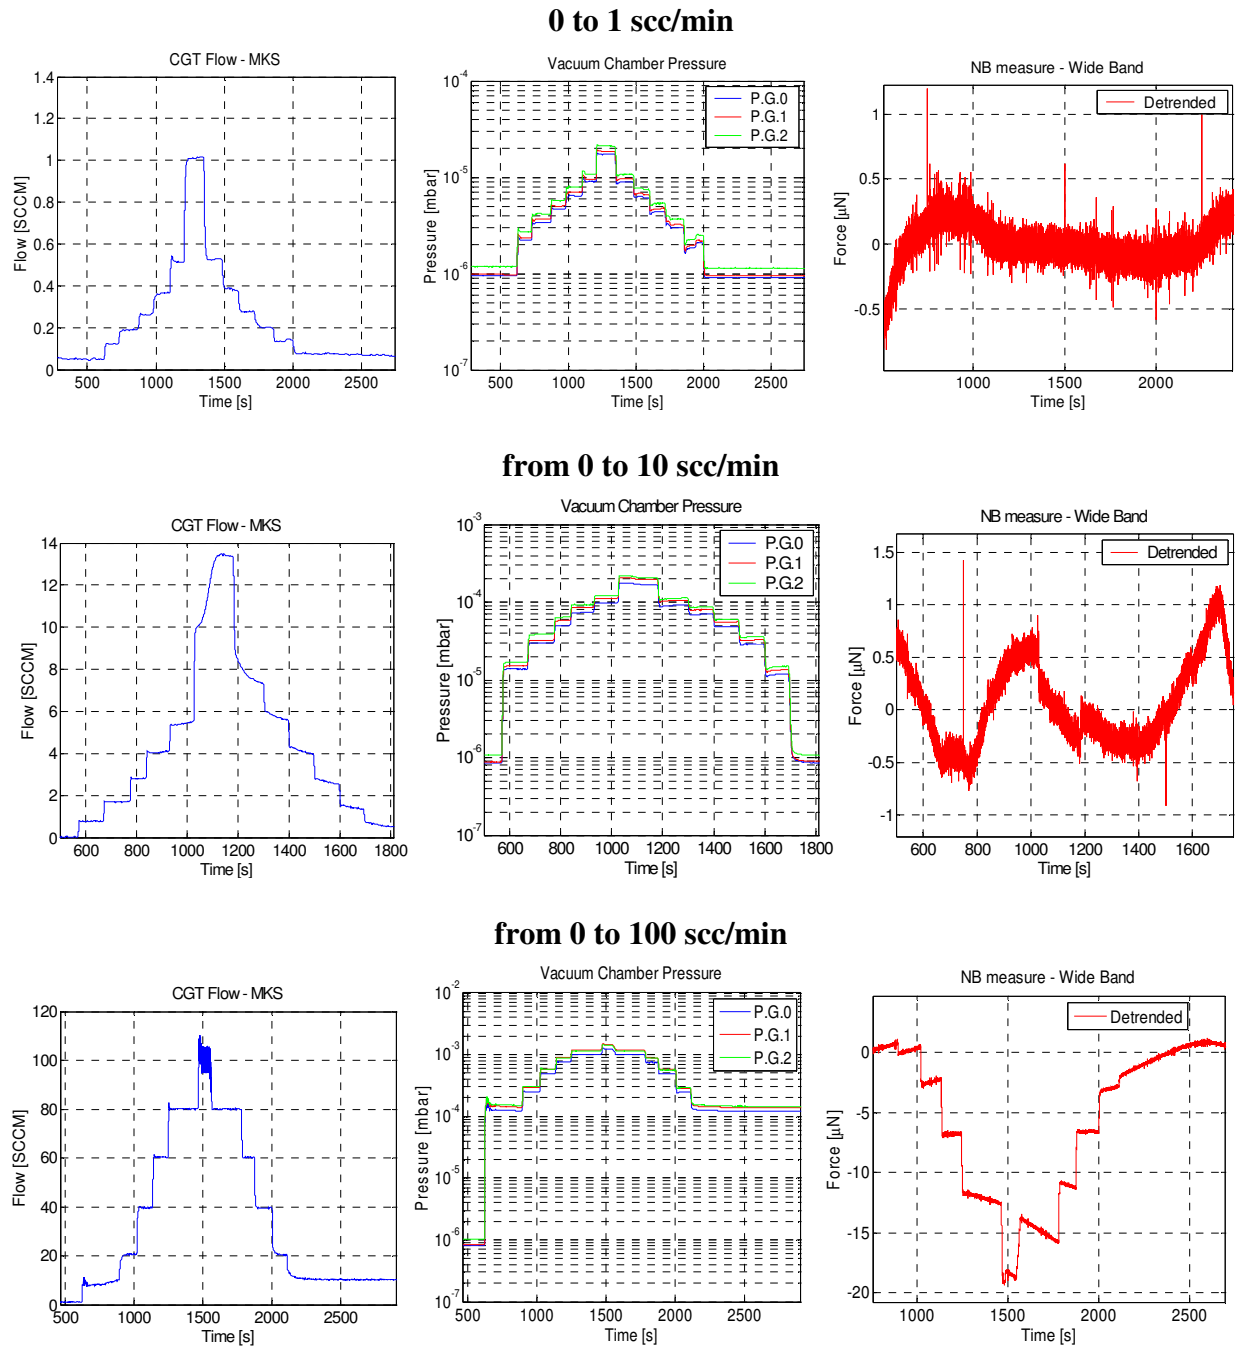 0 to 1 scc/min
CGT Flow - MKS
Flow [SCCM]
1.4
1.2
1
0.8
0.6
0.4
0.2
0
500 1000 1500 2000 2500
Time [s]
Vacuum Chamber Pressure
Pressure [mbar]
10-4
10-5
10-6
10-7
P.G.0
P.G.1
P.G.2
500 1000 1500 2000 2500
Time [s]
NB measure - Wide Band
Force [µN]
Detrended
1
0.5
0
-0.5
1000 1500 2000
Time [s]
from 0 to 10 scc/min
CGT Flow - MKS
Flow [SCCM]
14
12
10
8
6
4
2
0
600 800 1000 1200 1400 1600 1800
Time [s]
Vacuum Chamber Pressure
Pressure [mbar]
10-3
10-4
10-5
10-6
10-7
P.G.0
P.G.1
P.G.2
600 800 1000 1200 1400 1600 1800
Time [s]
NB measure - Wide Band
Force [µN]
Detrended
1.5
1
0.5
0
-0.5
-1
600 800 1000 1200 1400 1600
Time [s]
from 0 to 100 scc/min
CGT Flow - MKS
Flow [SCCM]
120
100
80
60
40
20
0
500 1000 1500 2000 2500
Time [s]
Vacuum Chamber Pressure
Pressure [mbar]
10-2
10-3
10-4
10-5
10-6
10-7
P.G.0
P.G.1
P.G.2
500 1000 1500 2000 2500
Time [s]
NB measure - Wide Band
Force [µN]
Detrended
0
-5
-10
-15
-20
1000 1500 2000 2500
Time [s]